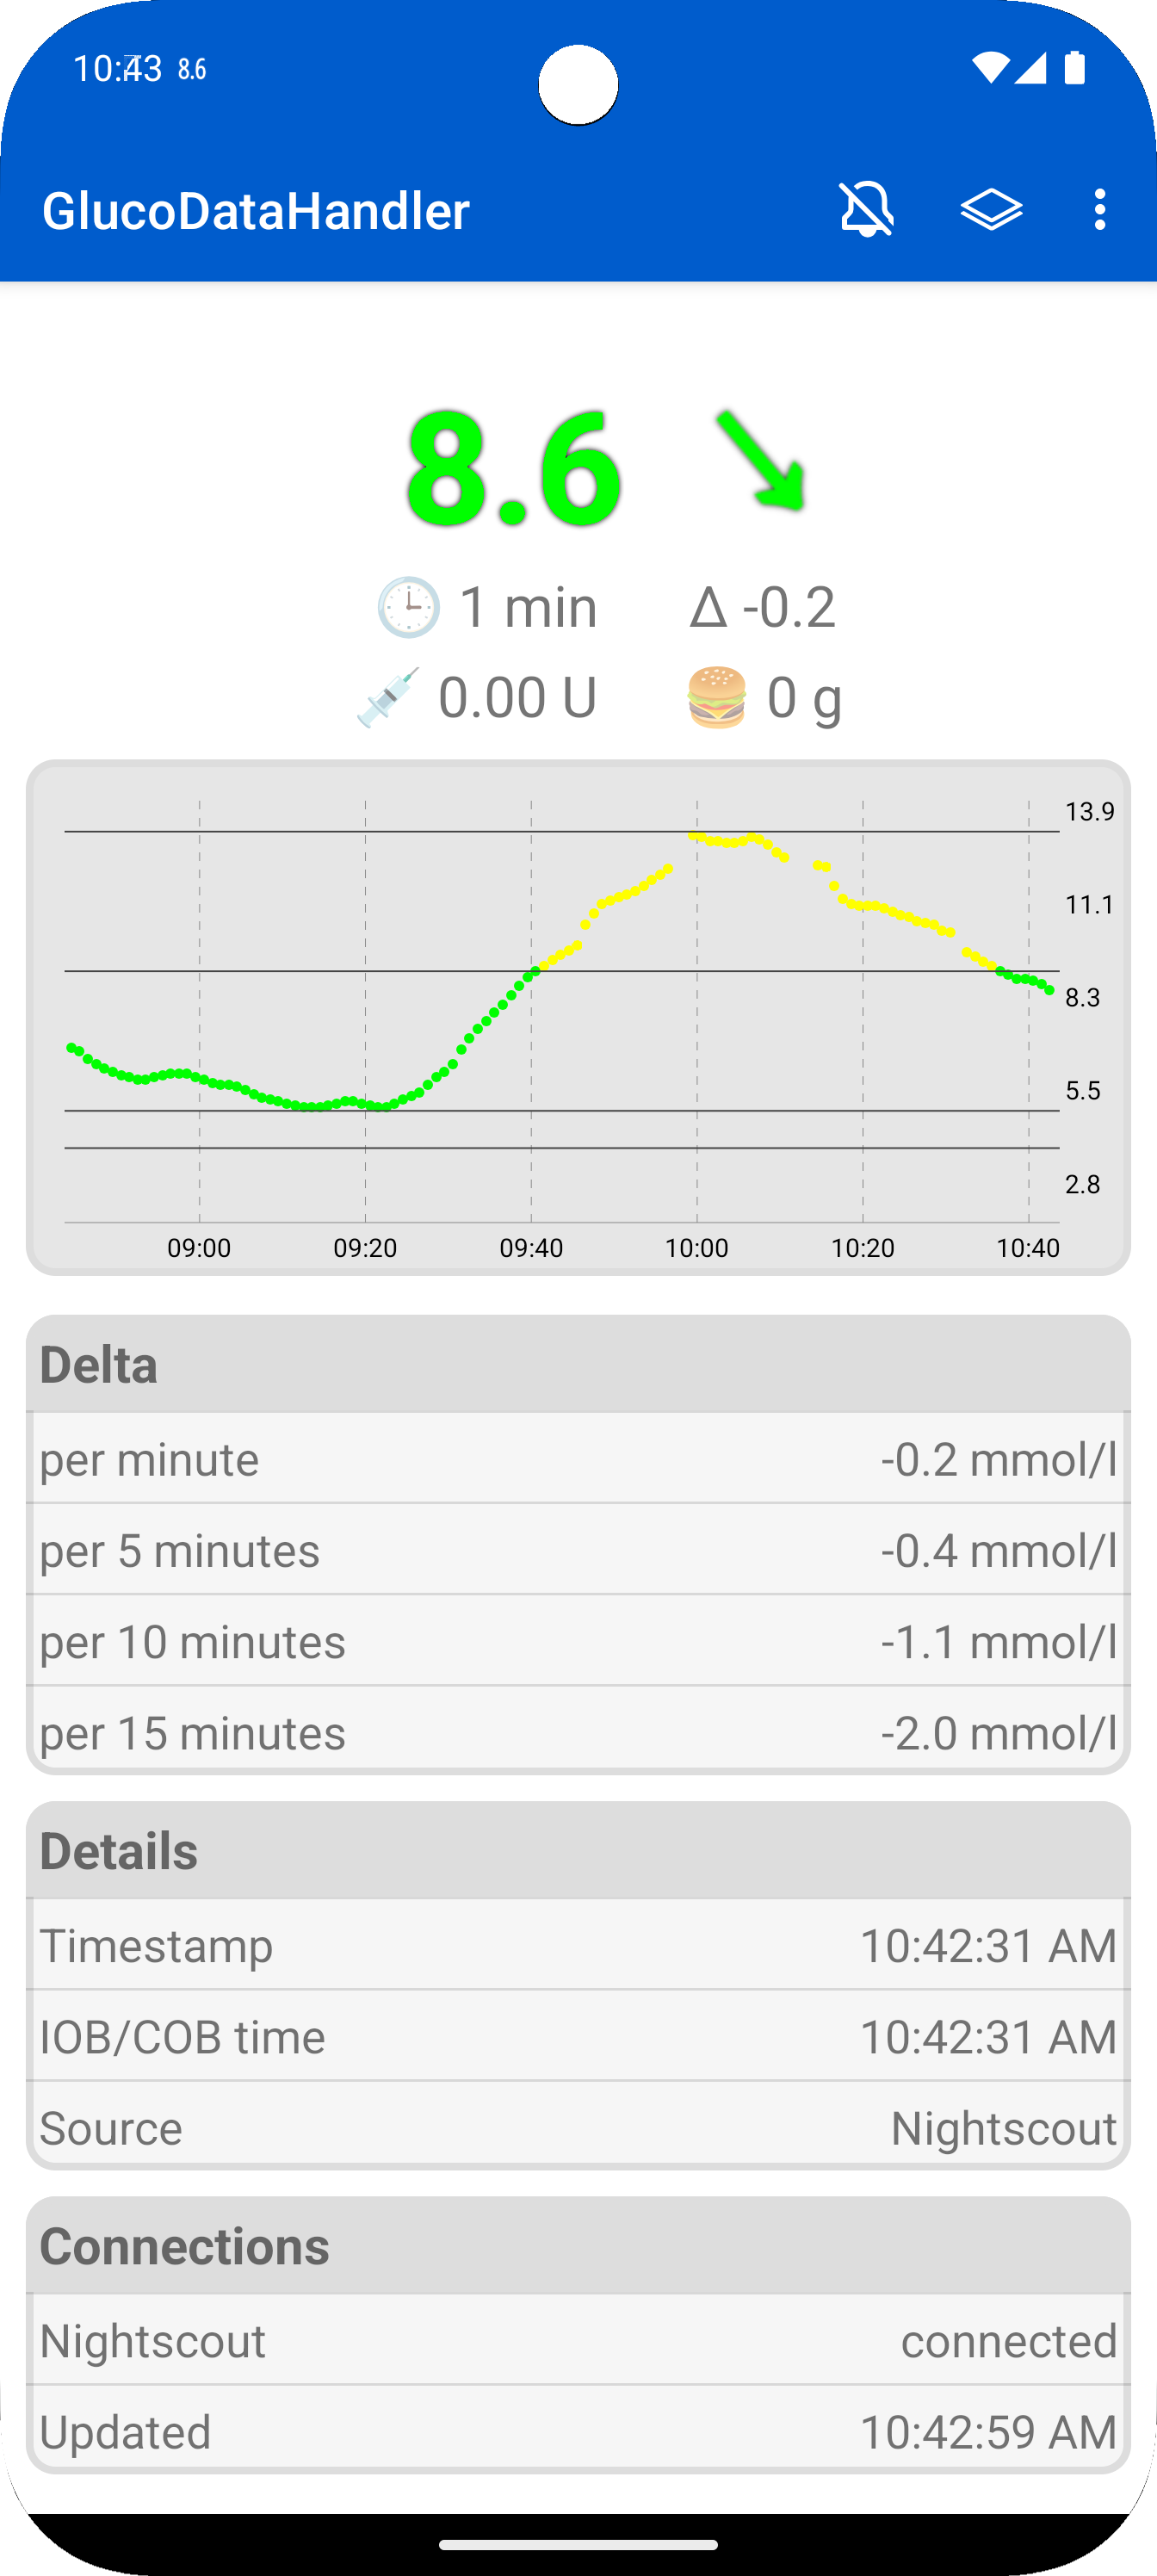 10:43 8.6
GlucoDataHandler
8.6
1 min Δ -0.2
0.00 U 0 g
13.9
11.1
8.3
5.5
2.8
09:00 09:20 09:40 10:00 10:20 10:40
Delta
per minute -0.2 mmol/l
per 5 minutes -0.4 mmol/l
per 10 minutes -1.1 mmol/l
per 15 minutes -2.0 mmol/l
Details
Timestamp 10:42:31 AM
IOB/COB time 10:42:31 AM
Source Nightscout
Connections
Nightscout connected
Updated 10:42:59 AM